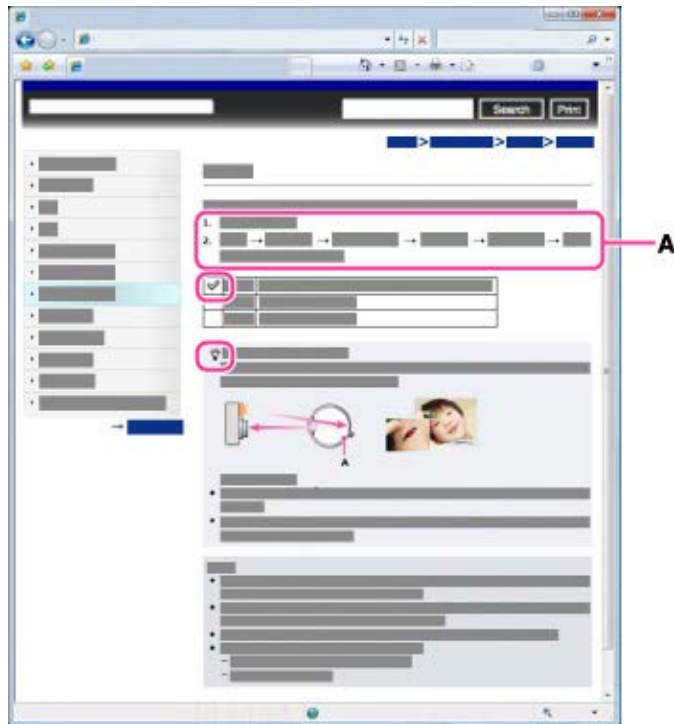 Search Print
> > >
1.
2. → → → → →
A
→
A